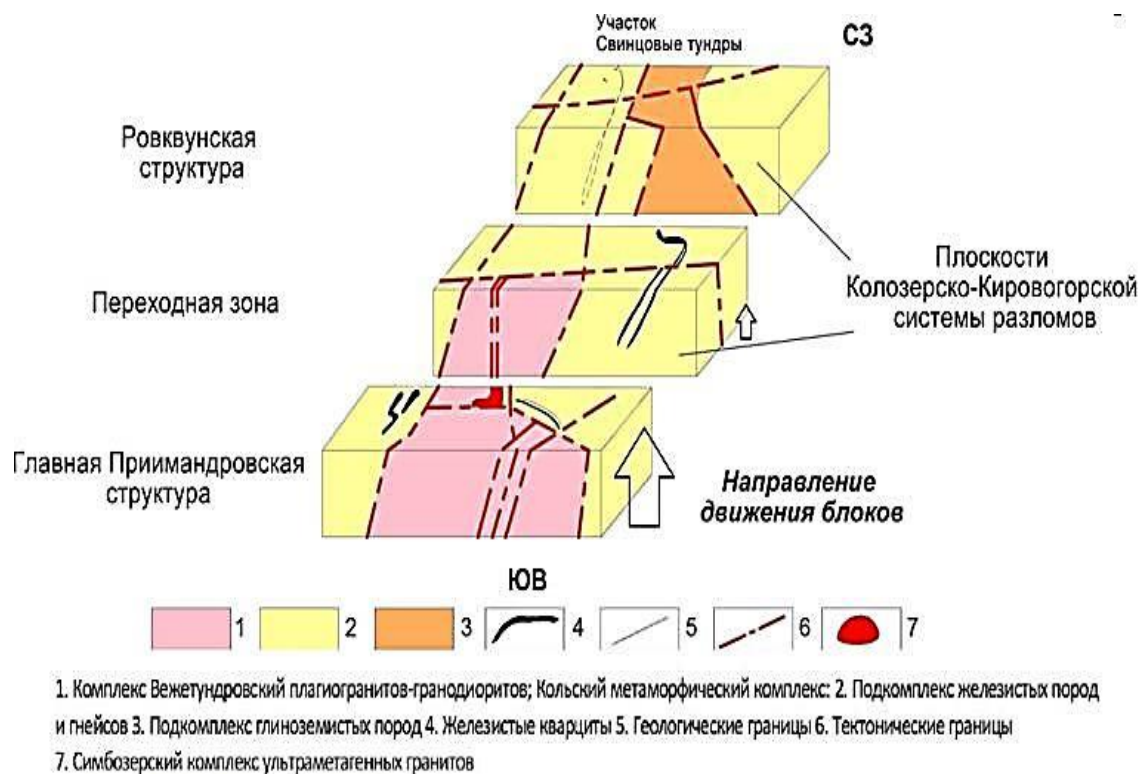 Участок
Свинцовые тундры
СЗ
Ровквунская
структура
Плоскости
Колозерско-Кировогорской
системы разломов
Переходная зона
Главная Приимандровская
структура
Направление
движения блоков
ЮВ
1 2 3 4 5 6 7
1. Комплекс Вежетундровский плагиогранитов-гранодиоритов; Кольский метаморфический комплекс: 2. Подкомплекс железистых пород
и гнейсов 3. Подкомплекс глиноземистых пород 4. Железистые кварциты 5. Геологические границы 6. Тектонические границы
7. Симбозерский комплекс ультраметагенных гранитов